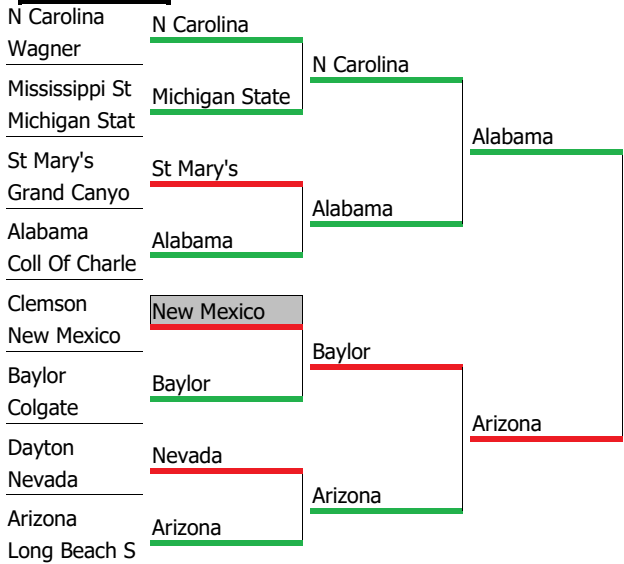 N Carolina
Wagner
Mississippi St
Michigan Stat
St Mary's
Grand Canyo
Alabama
Coll Of Charle
Clemson
New Mexico
Baylor
Colgate
Dayton
Nevada
Arizona
Long Beach S
N Carolina
Michigan State
St Mary's
Alabama
New Mexico
Baylor
Nevada
Arizona
N Carolina
Alabama
Baylor
Arizona
Alabama
Arizona